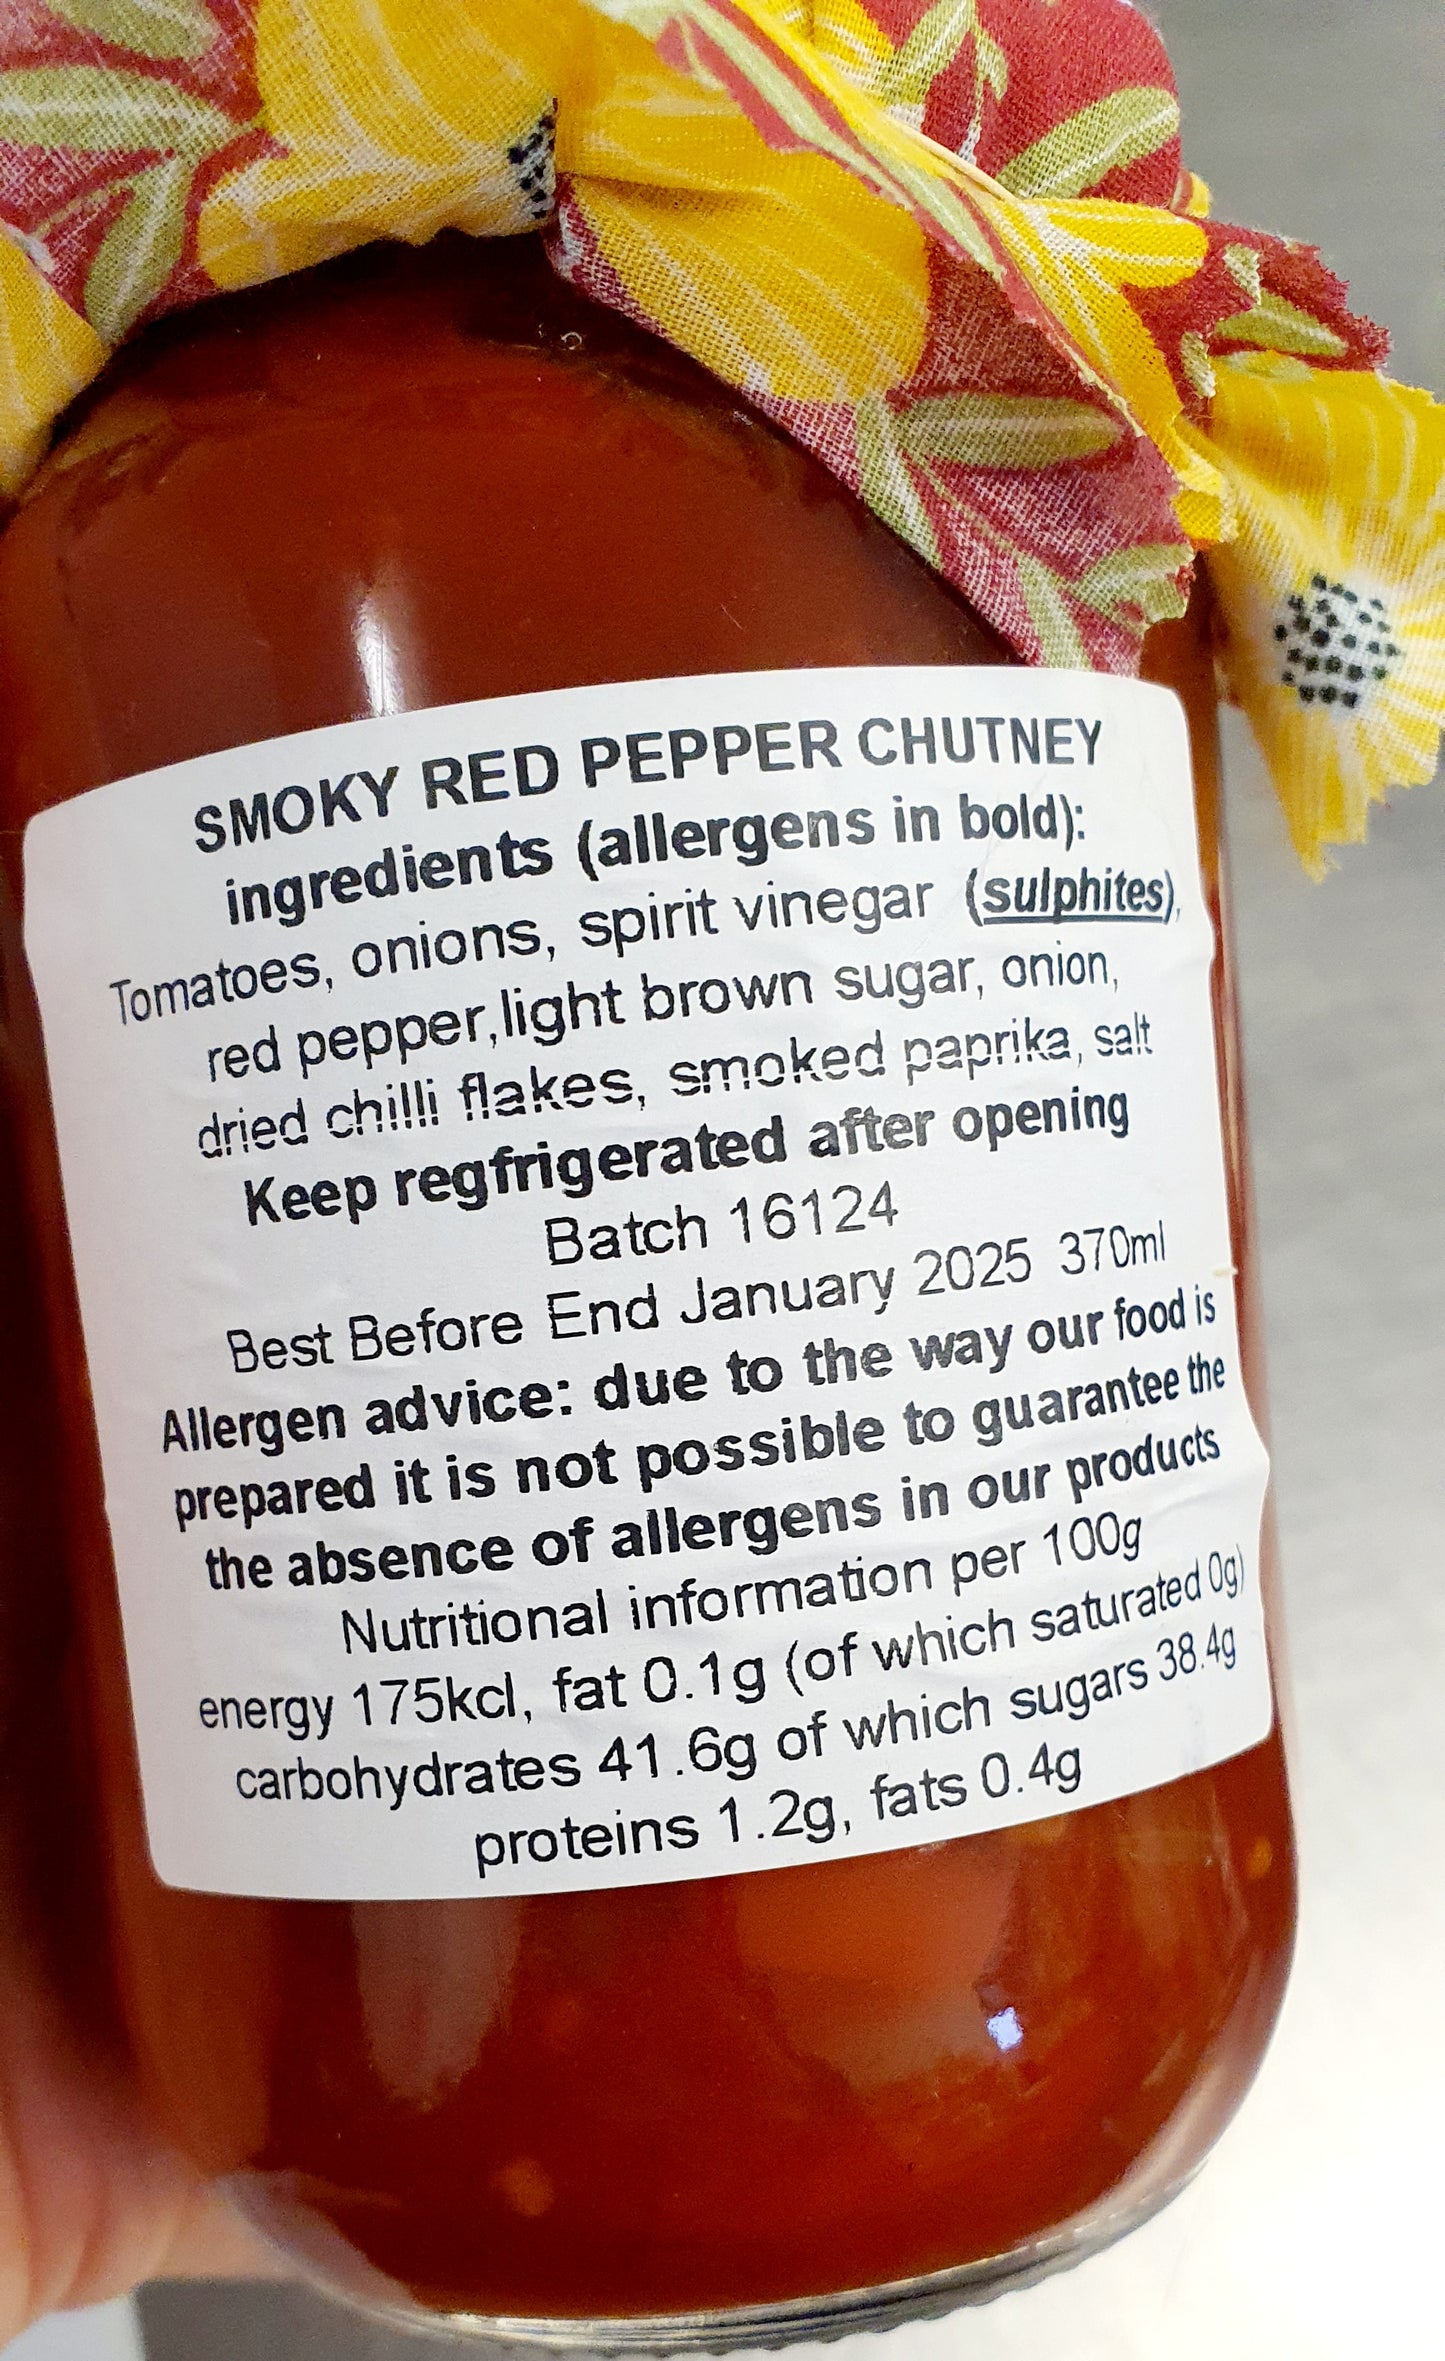 SMOKY RED PEPPER CHUTNEY
ingredients (allergens in bold):
Tomatoes, onions, spirit vinegar (sulphites),
red pepper,light brown sugar, onion,
dried chilli flakes, smoked paprika, salt
Keep regfrigerated after opening
Batch 16124
Best Before End January 2025 370ml
Allergen advice: due to the way our food is
prepared it is not possible to guarantee the
the absence of allergens in our products
Nutritional information per 100g
energy 175kcl, fat 0.1g (of which saturated 0g)
carbohydrates 41.6g of which sugars 38.4g
proteins 1.2g, fats 0.4g